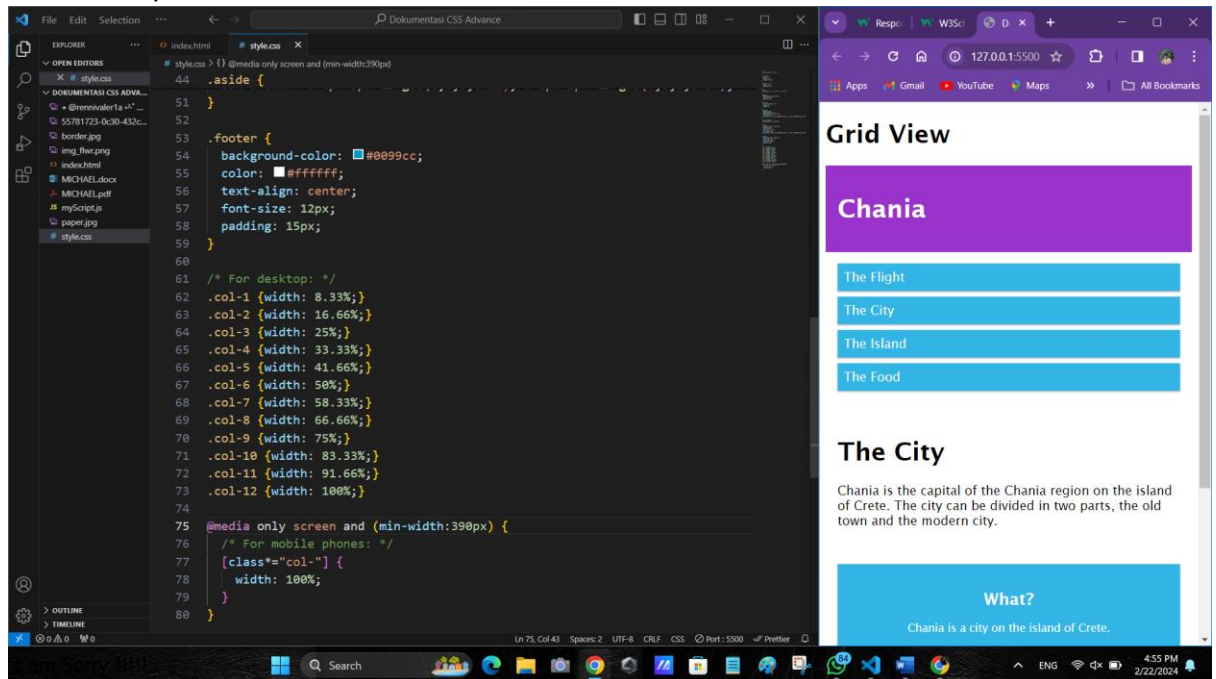 File Edit Selection ...
Dokumentasi CSS Advance
EXPLORER
OPEN EDITORS
# style.css
DOKUMENTASI CSS ADVA...
55781723-0c30-432c...
border.jpg
img_flwr.png
index.html
MICHAEL.docx
MICHAEL.pdf
JS myScript.js
paper.jpg
# style.css
OUTLINE
TIMELINE
index.html
# style.css
style.css > {} @media only screen and (min-width:390px)
44 .aside {
51 }
52
53 .footer {
54 background-color: #0099cc;
55 color: #ffffff;
56 text-align: center;
57 font-size: 12px;
58 padding: 15px;
59 }
60
61 /* For desktop: */
62 .col-1 {width: 8.33%;}
63 .col-2 {width: 16.66%;}
64 .col-3 {width: 25%;}
65 .col-4 {width: 33.33%;}
66 .col-5 {width: 41.66%;}
67 .col-6 {width: 50%;}
68 .col-7 {width: 58.33%;}
69 .col-8 {width: 66.66%;}
70 .col-9 {width: 75%;}
71 .col-10 {width: 83.33%;}
72 .col-11 {width: 91.66%;}
73 .col-12 {width: 100%;}
74
75 @media only screen and (min-width:390px) {
76 /* For mobile phones: */
77 [class*="col-"] {
78 width: 100%;
79 }
80 }
0 0 0
Ln 75, Col 43 Spaces: 2 UTF-8 CRLF CSS Port : 5500 Prettier
Respo W3Sc D
127.0.0.1:5500
Apps Gmail YouTube Maps » All Bookmarks
Grid View
Chania
The Flight
The City
The Island
The Food
The City
Chania is the capital of the Chania region on the island
of Crete. The city can be divided in two parts, the old
town and the modern city.
What?
Chania is a city on the island of Crete.
Search
84
ENG
4:55 PM
2/22/2024